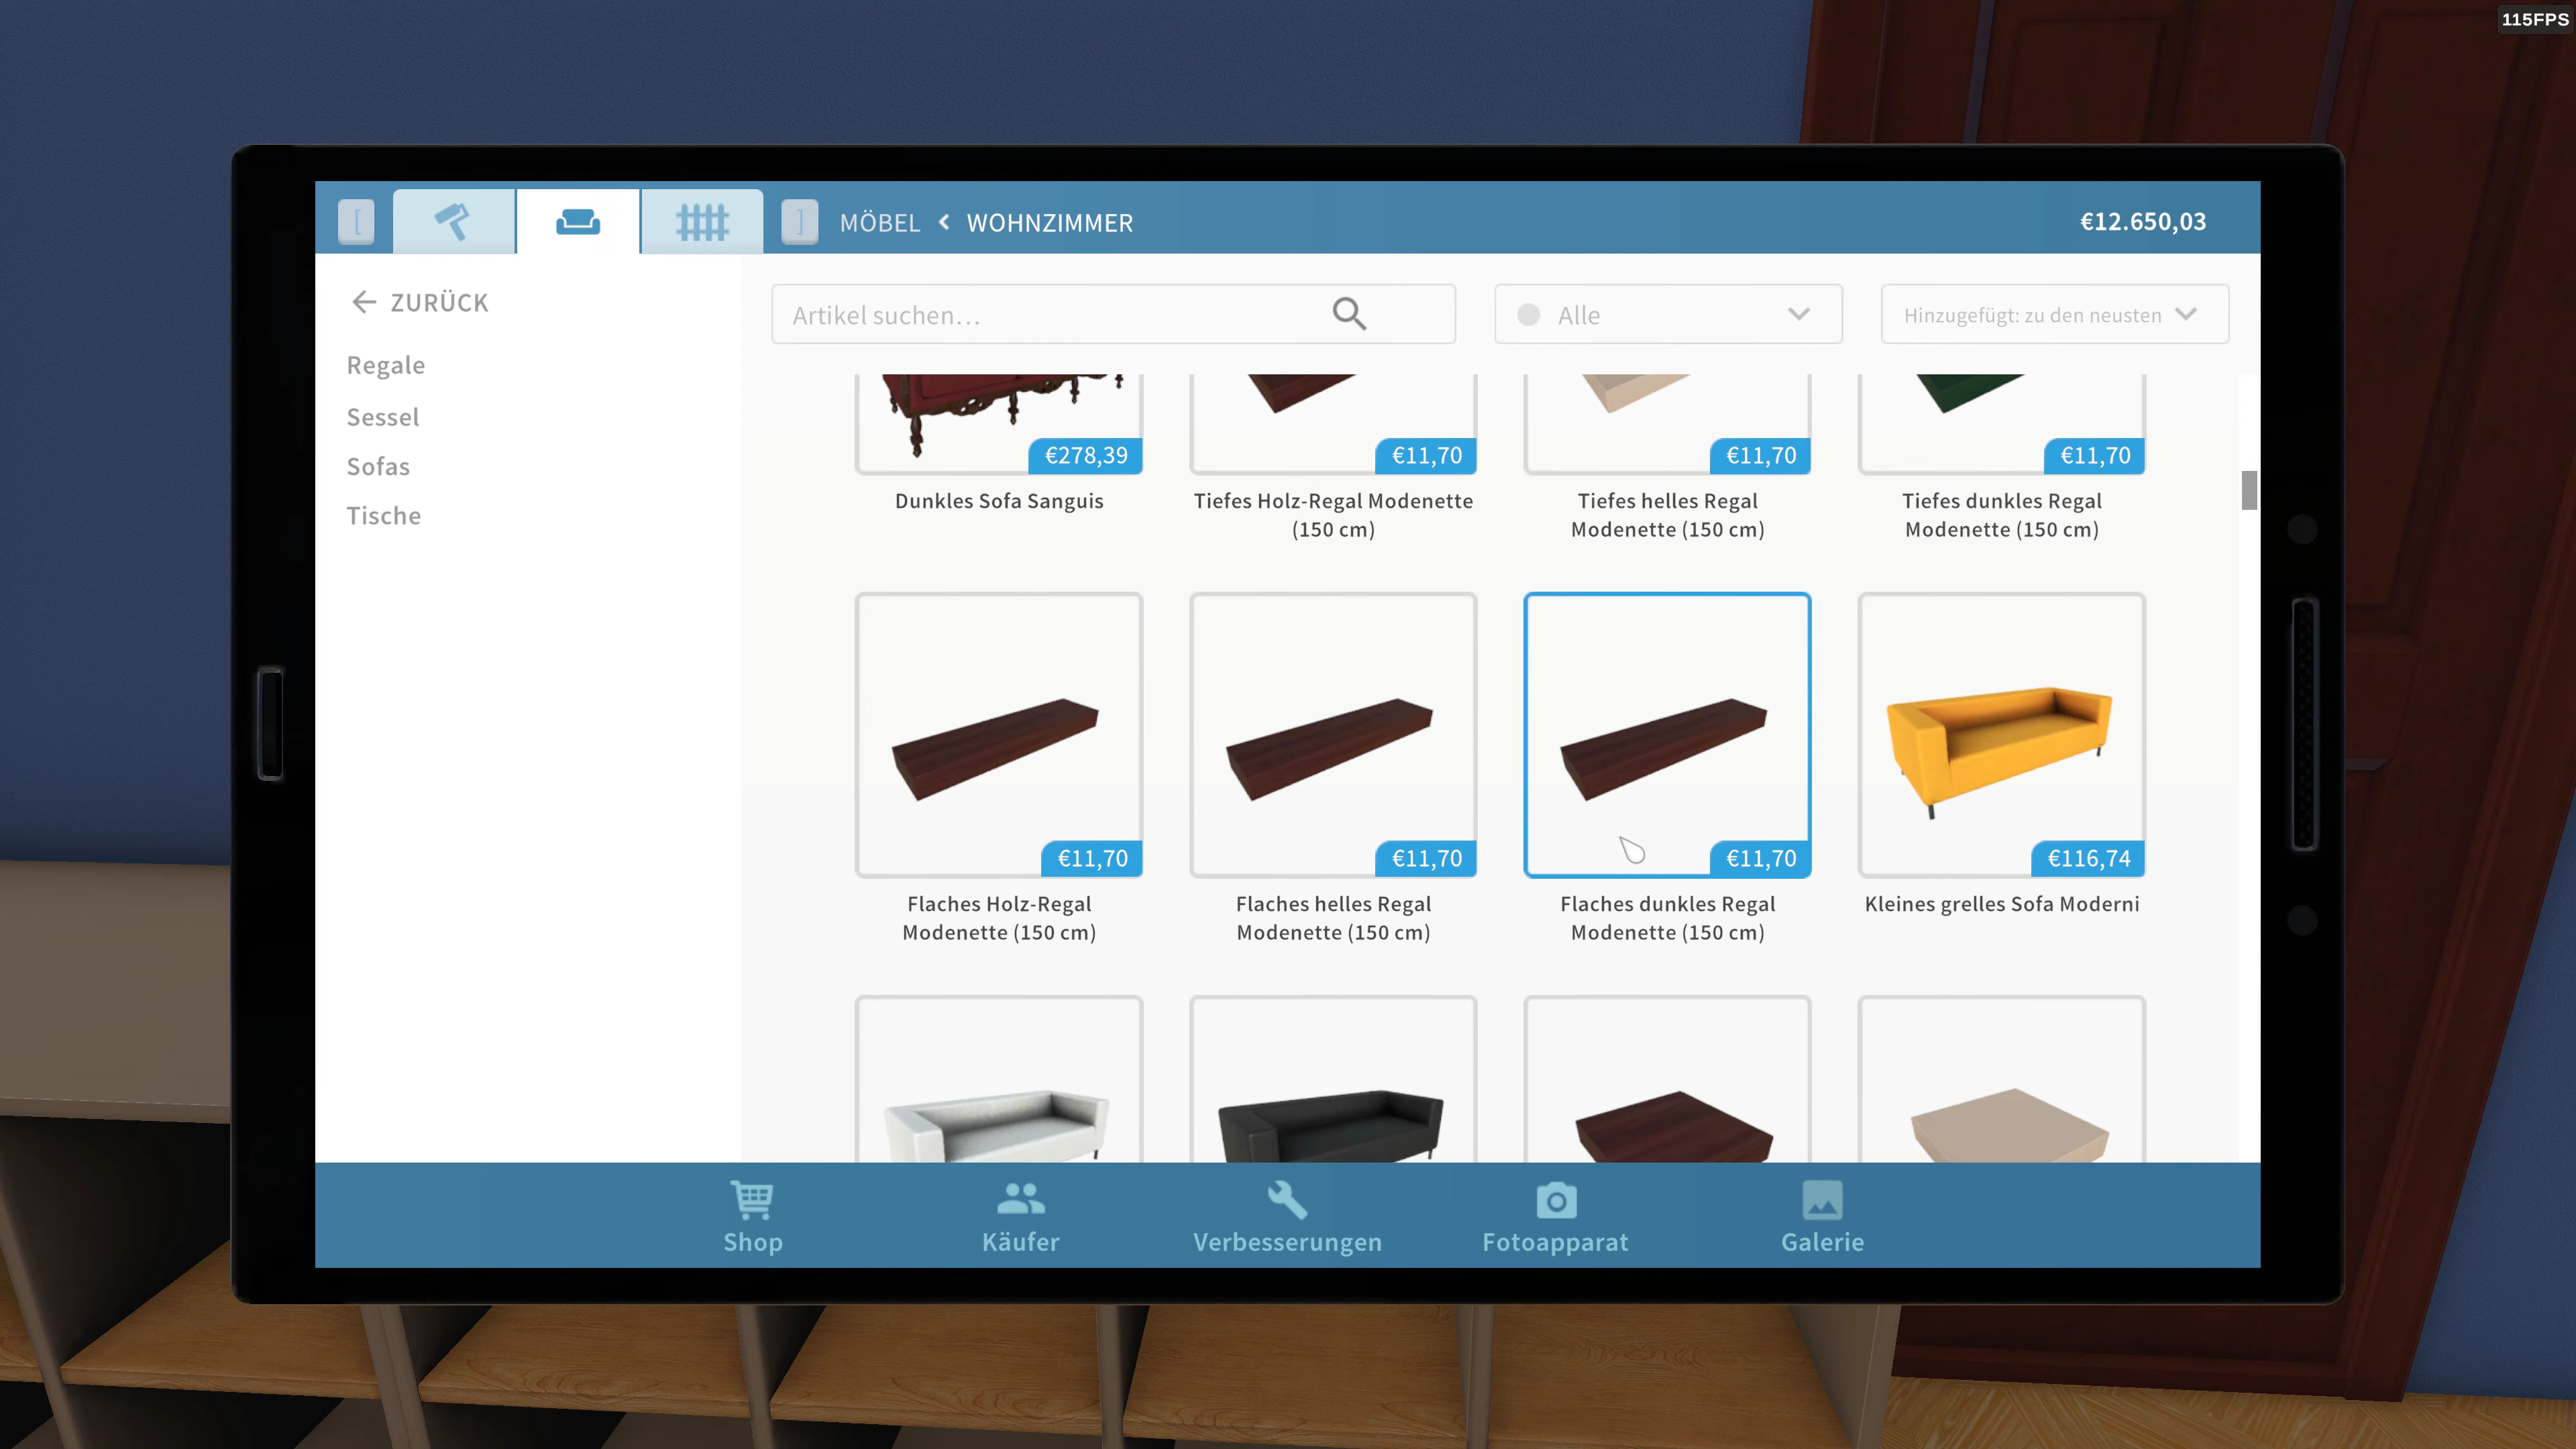 115FPS
[
]
MÖBEL < WOHNZIMMER
€12.650,03
ZURÜCK
Regale
Sessel
Sofas
Tische
Artikel suchen...
Alle
Hinzugefügt: zu den neusten
€278,39
€11,70
€11,70
€11,70
Dunkles Sofa Sanguis
Tiefes Holz-Regal Modenette
(150 cm)
Tiefes helles Regal
Modenette (150 cm)
Tiefes dunkles Regal
Modenette (150 cm)
€11,70
€11,70
€11,70
€116,74
Flaches Holz-Regal
Modenette (150 cm)
Flaches helles Regal
Modenette (150 cm)
Flaches dunkles Regal
Modenette (150 cm)
Kleines grelles Sofa Moderni
Shop
Käufer
Verbesserungen
Fotoapparat
Galerie